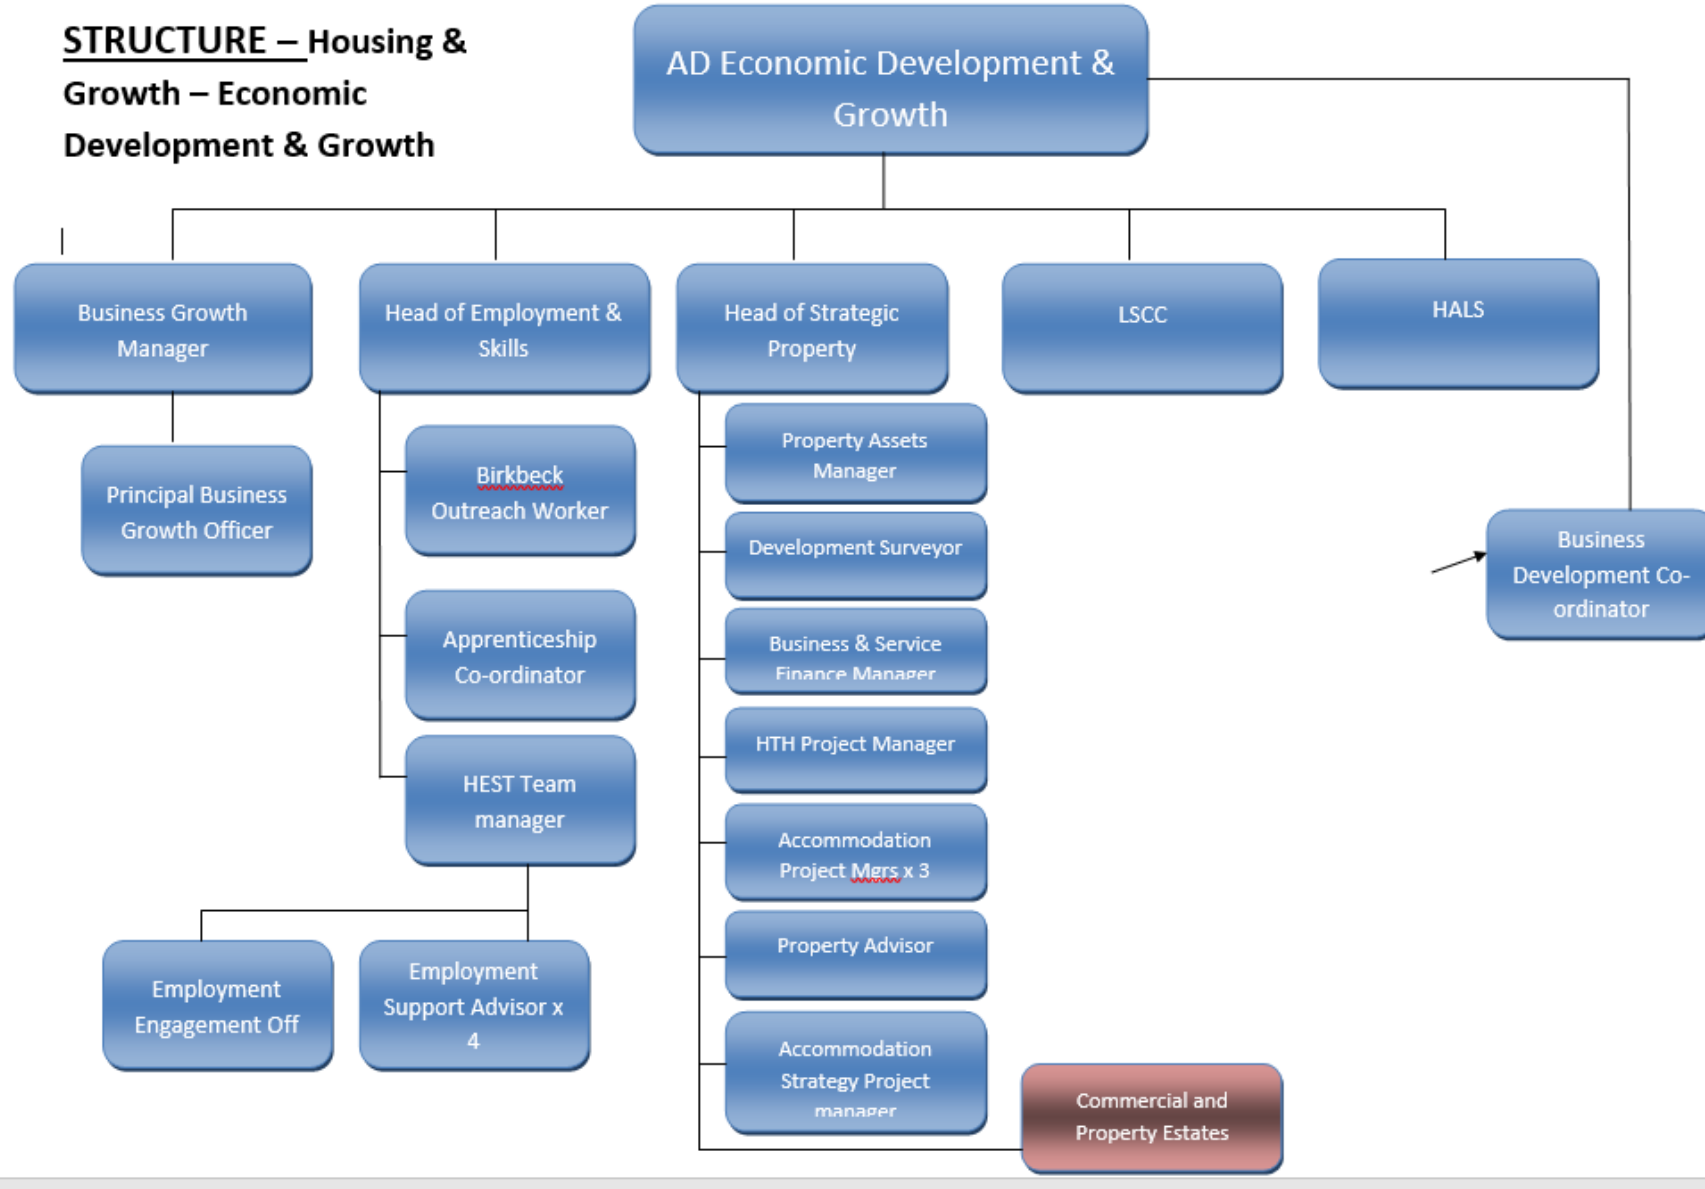 STRUCTURE – Housing &
Growth – Economic
Development & Growth
AD Economic Development &
Growth
Business Growth
Manager
Head of Employment &
Skills
Head of Strategic
Property
LSCC
HALS
Principal Business
Growth Officer
Birkbeck
Outreach Worker
Apprenticeship
Co-ordinator
HEST Team
manager
Employment
Engagement Off
Employment
Support Advisor x
4
Property Assets
Manager
Development Surveyor
Business & Service
Finance Manager
HTH Project Manager
Accommodation
Project Mgrs x 3
Property Advisor
Accommodation
Strategy Project
manager
Commercial and
Property Estates
Business
Development Co-
ordinator